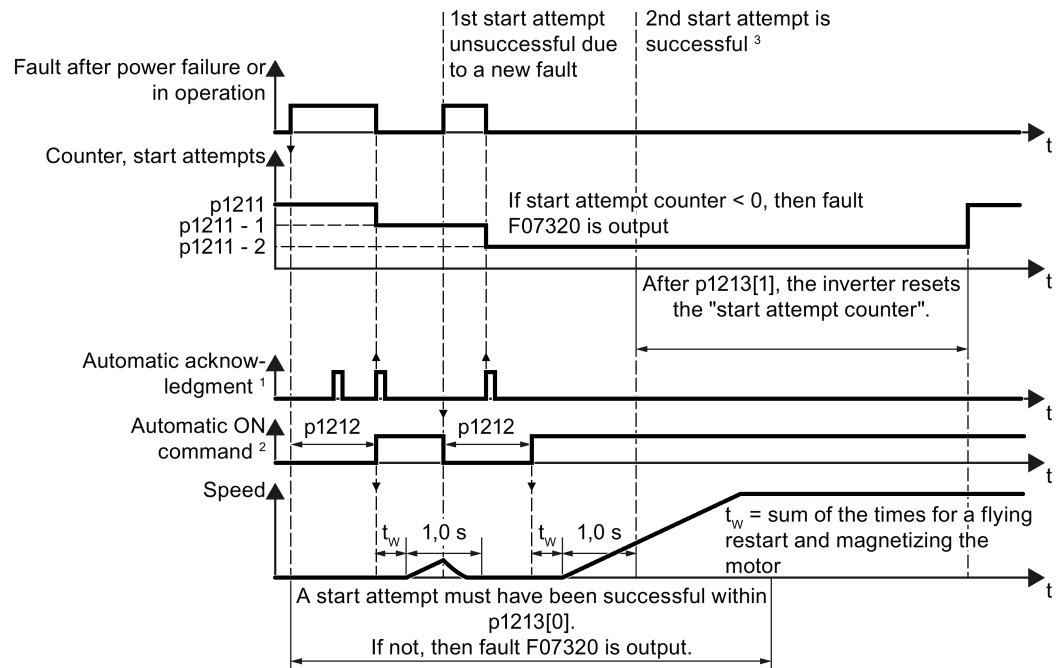 1st start attempt
unsuccessful due
to a new fault
2nd start attempt is
successful ³
Fault after power failure or
in operation
t
Counter, start attempts
p1211
p1211 - 1
p1211 - 2
If start attempt counter < 0, then fault
F07320 is output
t
After p1213[1], the inverter resets
the "start attempt counter".
Automatic acknow-
ledgment ¹
t
Automatic ON
command ²
p1212
p1212
t
Speed
t_w
1,0 s
t_w
1,0 s
t_w = sum of the times for a flying
restart and magnetizing the
motor
t
A start attempt must have been successful within
p1213[0].
If not, then fault F07320 is output.